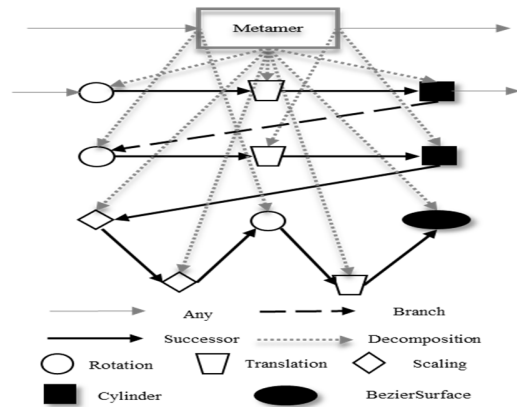 Metamer
Any
Branch
Successor
Decomposition
Rotation
Translation
Scaling
Cylinder
BezierSurface